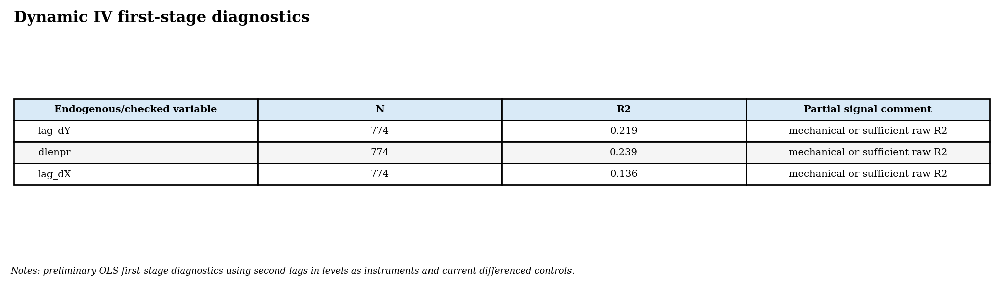 Dynamic IV first-stage diagnostics
Endogenous/checked variable N R2 Partial signal comment
lag_dY 774 0.219 mechanical or sufficient raw R2
dlenpr 774 0.239 mechanical or sufficient raw R2
lag_dX 774 0.136 mechanical or sufficient raw R2
Notes: preliminary OLS first-stage diagnostics using second lags in levels as instruments and current differenced controls.